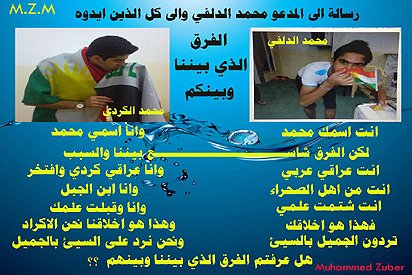 M.Z.M
رسالة الى المدعو محمد الدلفي والى كل الذين ايدوه
الفرق
الذي بيننا
وبينكم
محمد الدلفي
محمد الكردي
انت اسمك محمد وانا اسمي محمد
لكن الفرق شاســــــــــــــــــــــــــــــــع بيننا والسبب
انت عراقي عربي وانا عراقي كردي وافتخر
انت من اهل الصحراء وانا ابن الجبل
انت شتمت علمي وانا وقبلت علمك
فهذا هو اخلاقك وهذا هو اخلاقنا نحن الاكراد
تردون الجميل بالسيئ ونحن نرد على السيئ بالجميل
هل عرفتم الفرق الذي بيننا وبينهم ؟؟
Muhammed Zuber